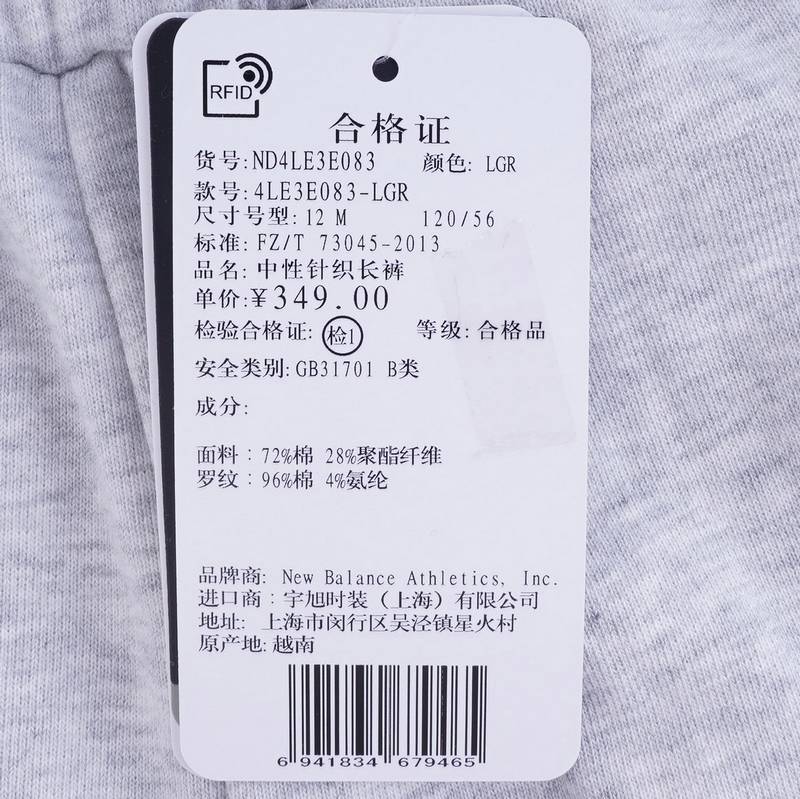 RFID
合格证
货号:ND4LE3E083 颜色: LGR
款号:4LE3E083-LGR
尺寸号型:12 M 120/56
标准: FZ/T 73045-2013
品名: 中性针织长裤
单价:¥349.00
检验合格证: 检1 等级: 合格品
安全类别: GB31701 B类
成分:
面料：72%棉 28%聚酯纤维
罗纹：96%棉 4%氨纶
品牌商: New Balance Athletics, Inc.
进口商：宇旭时装（上海）有限公司
地址: 上海市闵行区吴泾镇星火村
原产地: 越南
6 941834 679465